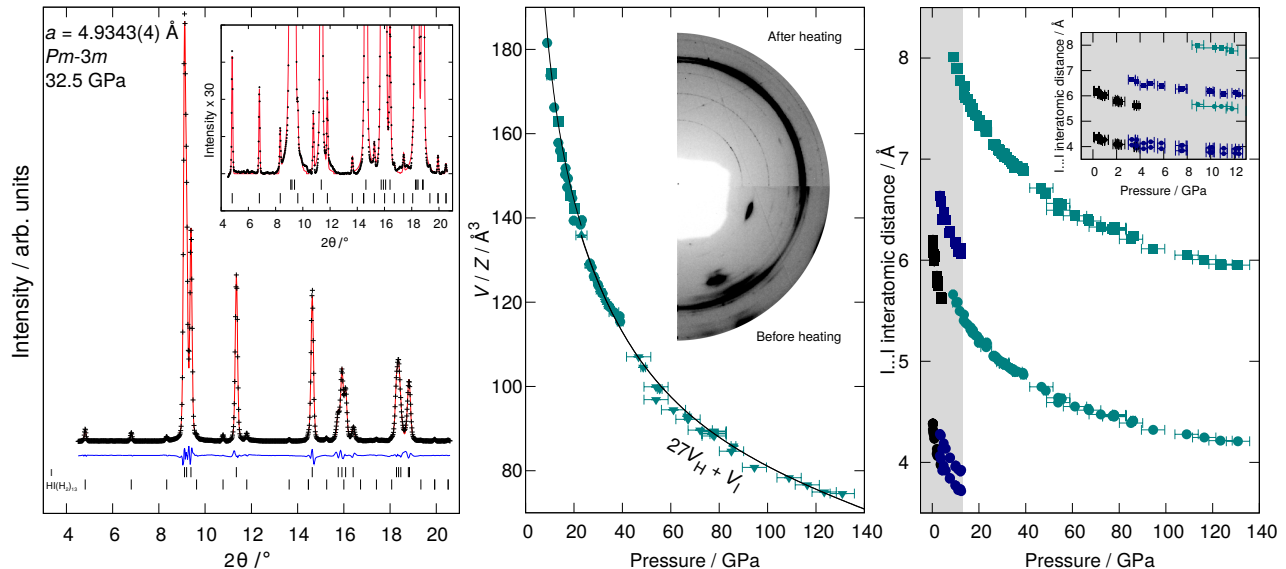 a = 4.9343(4) Å
Pm-3m
32.5 GPa
Intensity / arb. units
4 6 8 10 12 14 16 18 20
2θ /°
I
HI(H₂)₁₃
Intensity x 30
4 6 8 10 12 14 16 18 20
2θ /°
V / Z / Å³
180
160
140
120
100
80
0 20 40 60 80 100 120 140
Pressure / GPa
After heating
Before heating
27V_H + V_I
I...I interatomic distance / Å
8
7
6
5
4
0 20 40 60 80 100 120 140
Pressure / GPa
I...I interatomic distance / Å
8
7
6
5
4
0 2 4 6 8 10 12
Pressure / GPa